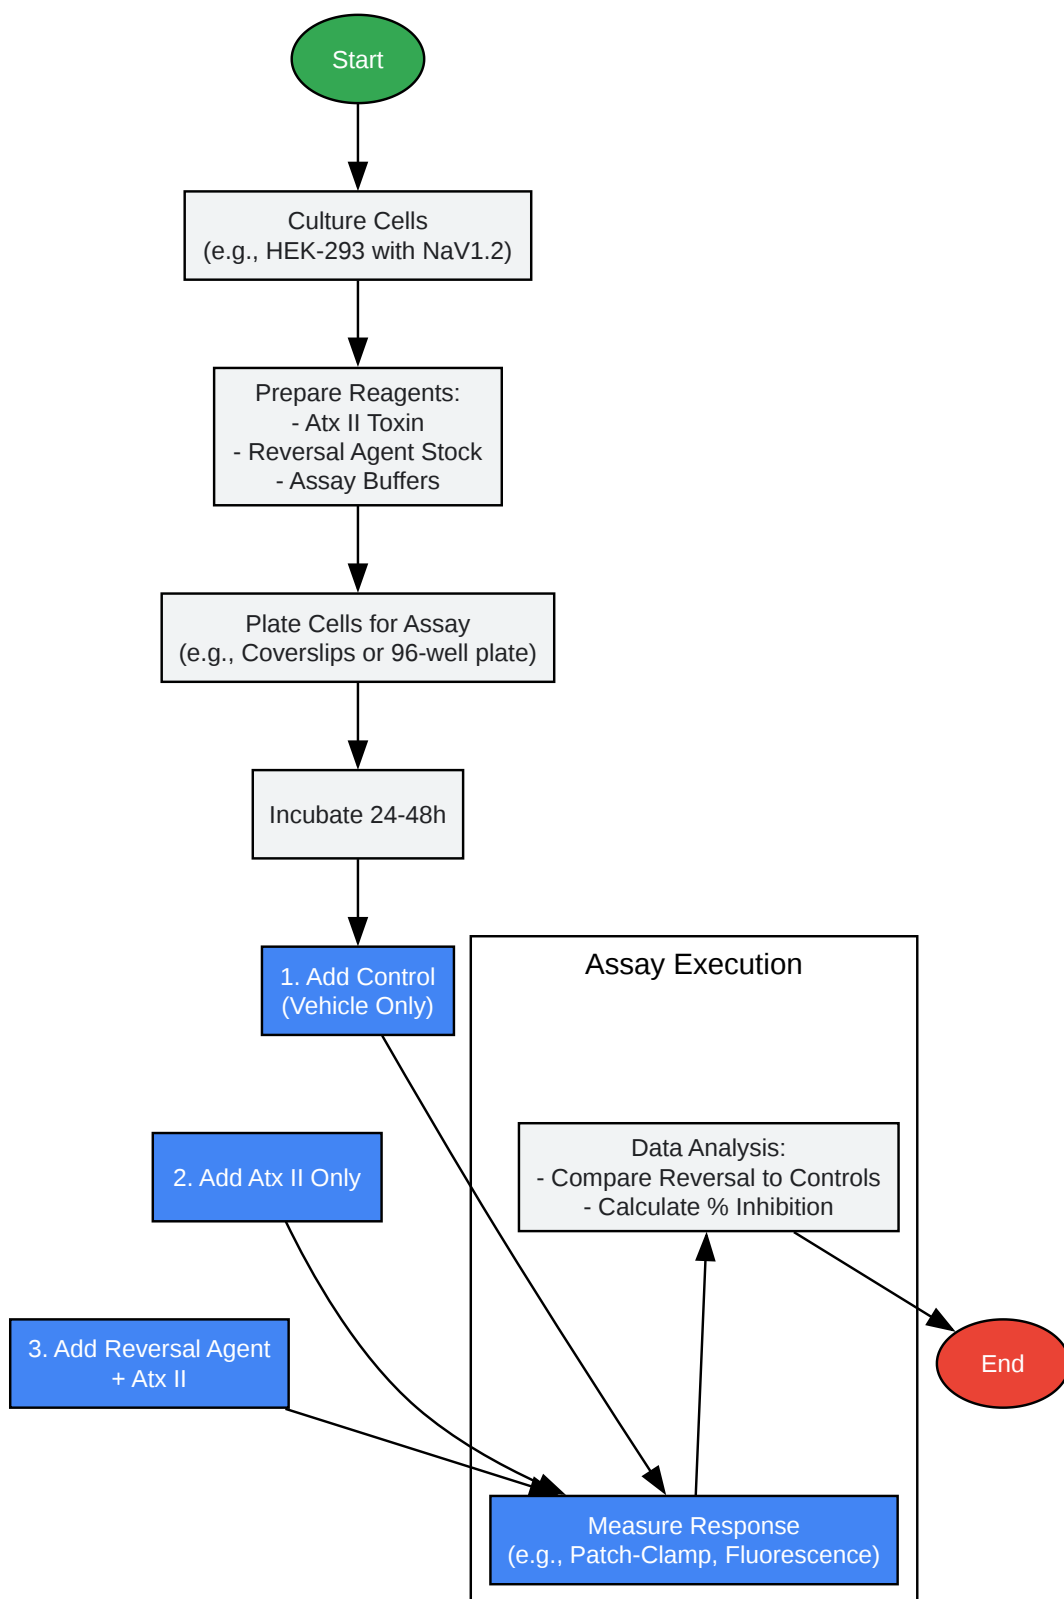 Start
Culture Cells
(e.g., HEK-293 with NaV1.2)
Prepare Reagents:
- Atx II Toxin
- Reversal Agent Stock
- Assay Buffers
Plate Cells for Assay
(e.g., Coverslips or 96-well plate)
Incubate 24-48h
1. Add Control
(Vehicle Only)
Assay Execution
2. Add Atx II Only
Data Analysis:
- Compare Reversal to Controls
- Calculate % Inhibition
3. Add Reversal Agent
+ Atx II
End
Measure Response
(e.g., Patch-Clamp, Fluorescence)